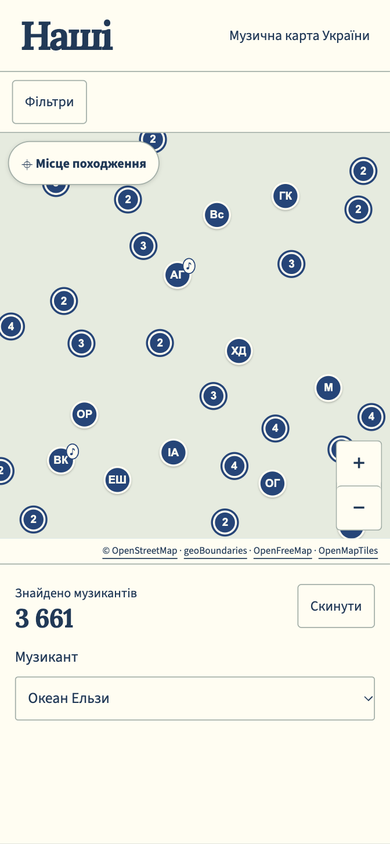 Наші
Музична карта України
Фільтри
Місце походження
2
2
2
2
Вс
ГК
3
АГ
3
2
4
3
2
ХД
М
3
ОР
4
4
ВК
ІА
2
4
ЕШ
ОГ
2
2
+
−
© OpenStreetMap · geoBoundaries · OpenFreeMap · OpenMapTiles
Знайдено музикантів
3 661
Скинути
Музикант
Океан Ельзи